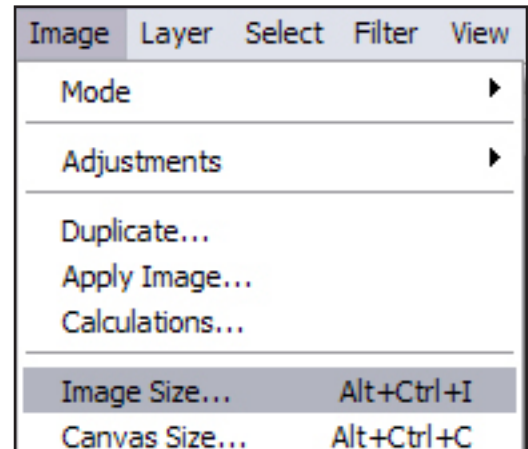 Image Layer Select Filter View
Mode
Adjustments
Duplicate...
Apply Image...
Calculations...
Image Size... Alt+Ctrl+I
Canvas Size... Alt+Ctrl+C